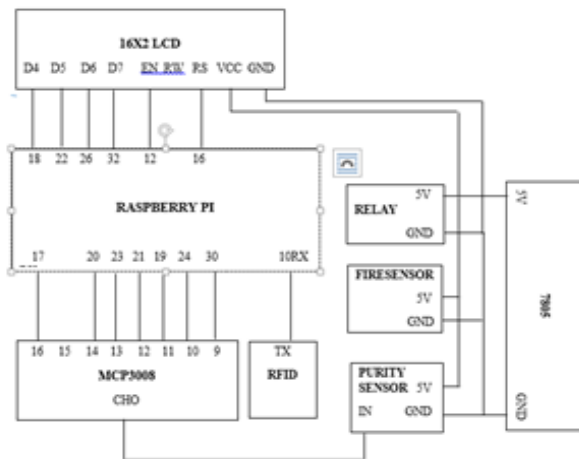 16X2 LCD
D4 D5 D6 D7 EN RW RS VCC GND
18 22 26 32 12 16
RASPBERRY PI
17 20 23 21 19 24 30 10RX
16 15 14 13 12 11 10 9
MCP3008
CHO
TX
RFID
5V
RELAY
GND
FIRESENSOR
5V
GND
PURITY
SENSOR 5V
IN GND
5V
7805
GND